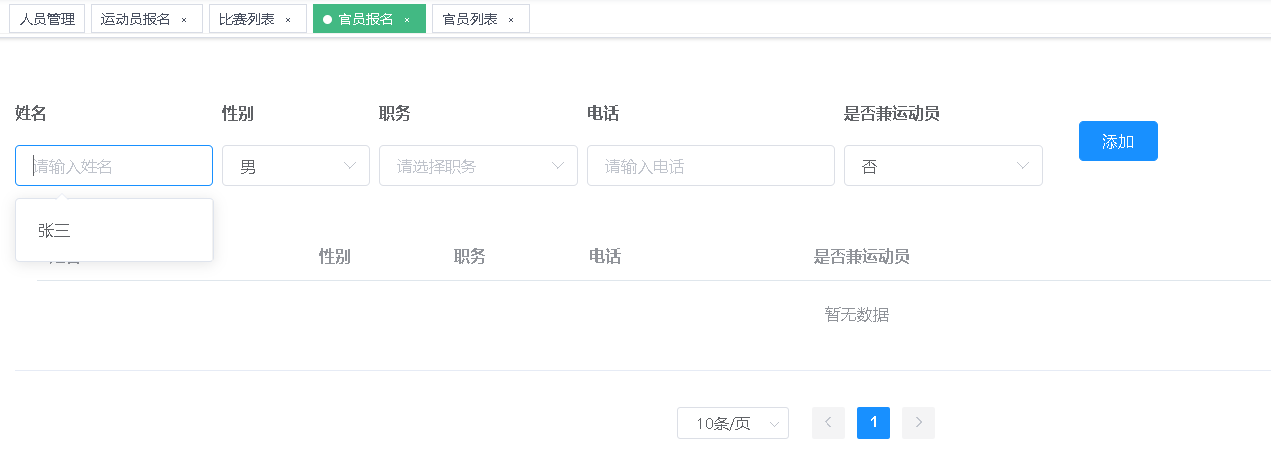 人员管理 运动员报名 × 比赛列表 × 官员报名 × 官员列表 ×
姓名 性别 职务 电话 是否兼运动员
添加
请输入姓名 男 请选择职务 请输入电话 否
张三
性别 职务 电话 是否兼运动员
暂无数据
10条/页 1